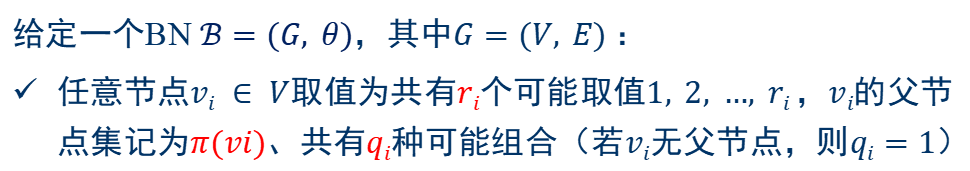 给定一个BN ℬ = (G, θ)，其中G = (V, E)：
✓ 任意节点vᵢ ∈ V取值为共有rᵢ个可能取值1, 2, …, rᵢ，vᵢ的父节
点集记为π(vi)、共有qᵢ种可能组合（若vᵢ无父节点，则qᵢ = 1）